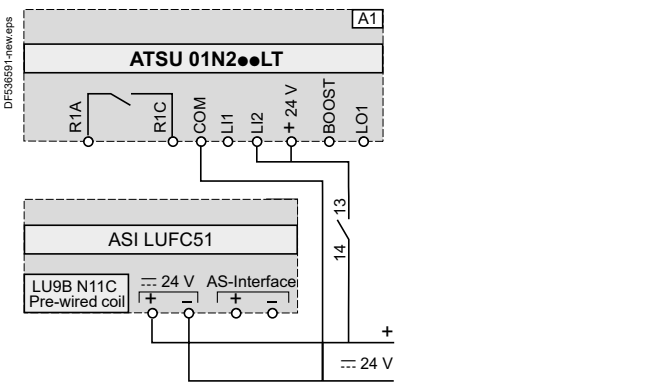 DF536591-new.eps
A1
ATSU 01N2●●LT
R1A
R1C
COM
LI1
LI2
+ 24 V
BOOST
LO1
13
14
ASI LUFC51
LU9B N11C
Pre-wired coil
24 V
AS-Interface
+ – + –
+
24 V